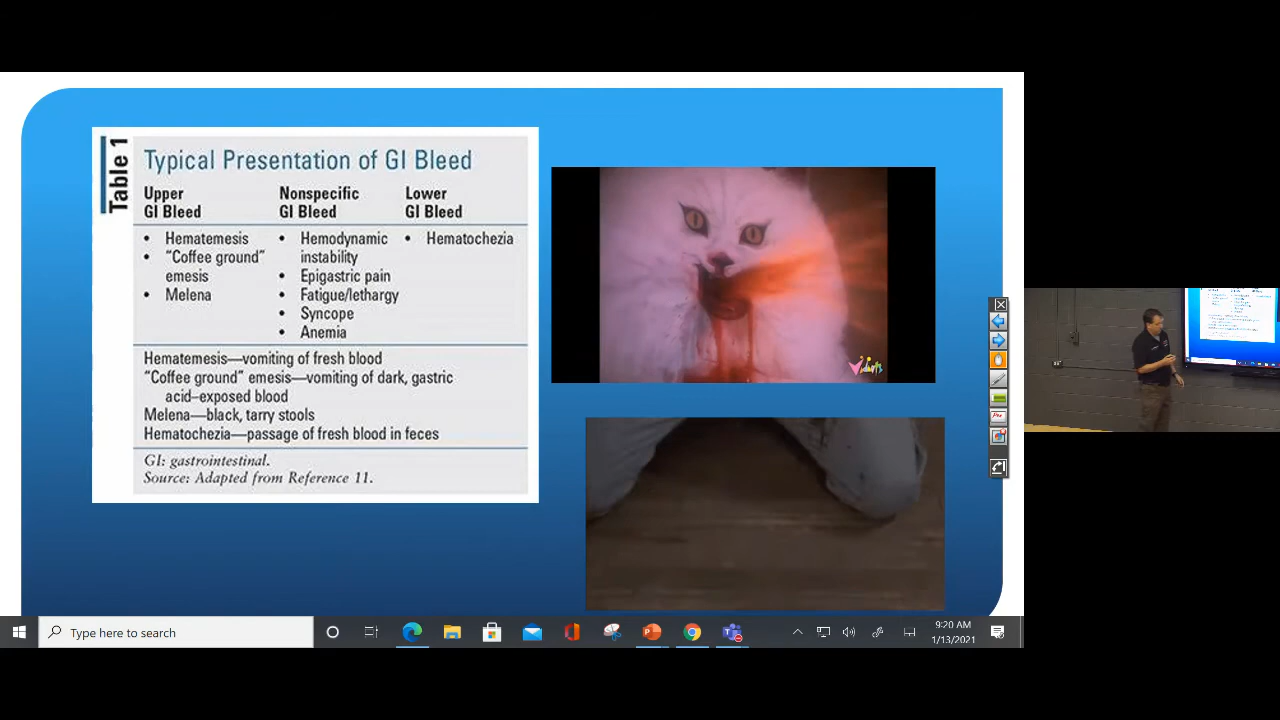 Table 1
Typical Presentation of GI Bleed
Upper
GI Bleed
Nonspecific
GI Bleed
Lower
GI Bleed
• Hematemesis
• "Coffee ground"
emesis
• Melena
• Hemodynamic
instability
• Epigastric pain
• Fatigue/lethargy
• Syncope
• Anemia
• Hematochezia
Hematemesis—vomiting of fresh blood
"Coffee ground" emesis—vomiting of dark, gastric
acid–exposed blood
Melena—black, tarry stools
Hematochezia—passage of fresh blood in feces
GI: gastrointestinal.
Source: Adapted from Reference 11.
Type here to search
9:20 AM
1/13/2021